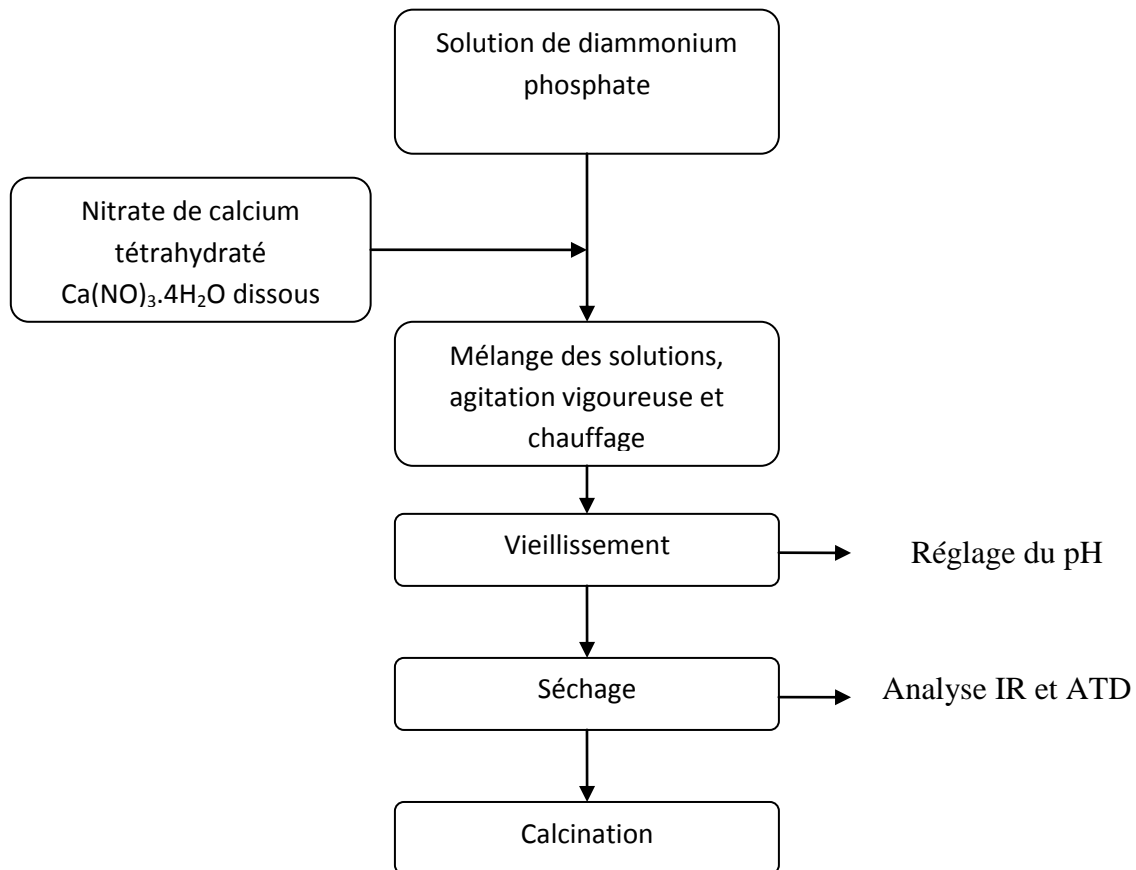 Solution de diammonium
phosphate
Nitrate de calcium
tétrahydraté
Ca(NO)₃.4H₂O dissous
Mélange des solutions,
agitation vigoureuse et
chauffage
Vieillissement
Réglage du pH
Séchage
Analyse IR et ATD
Calcination